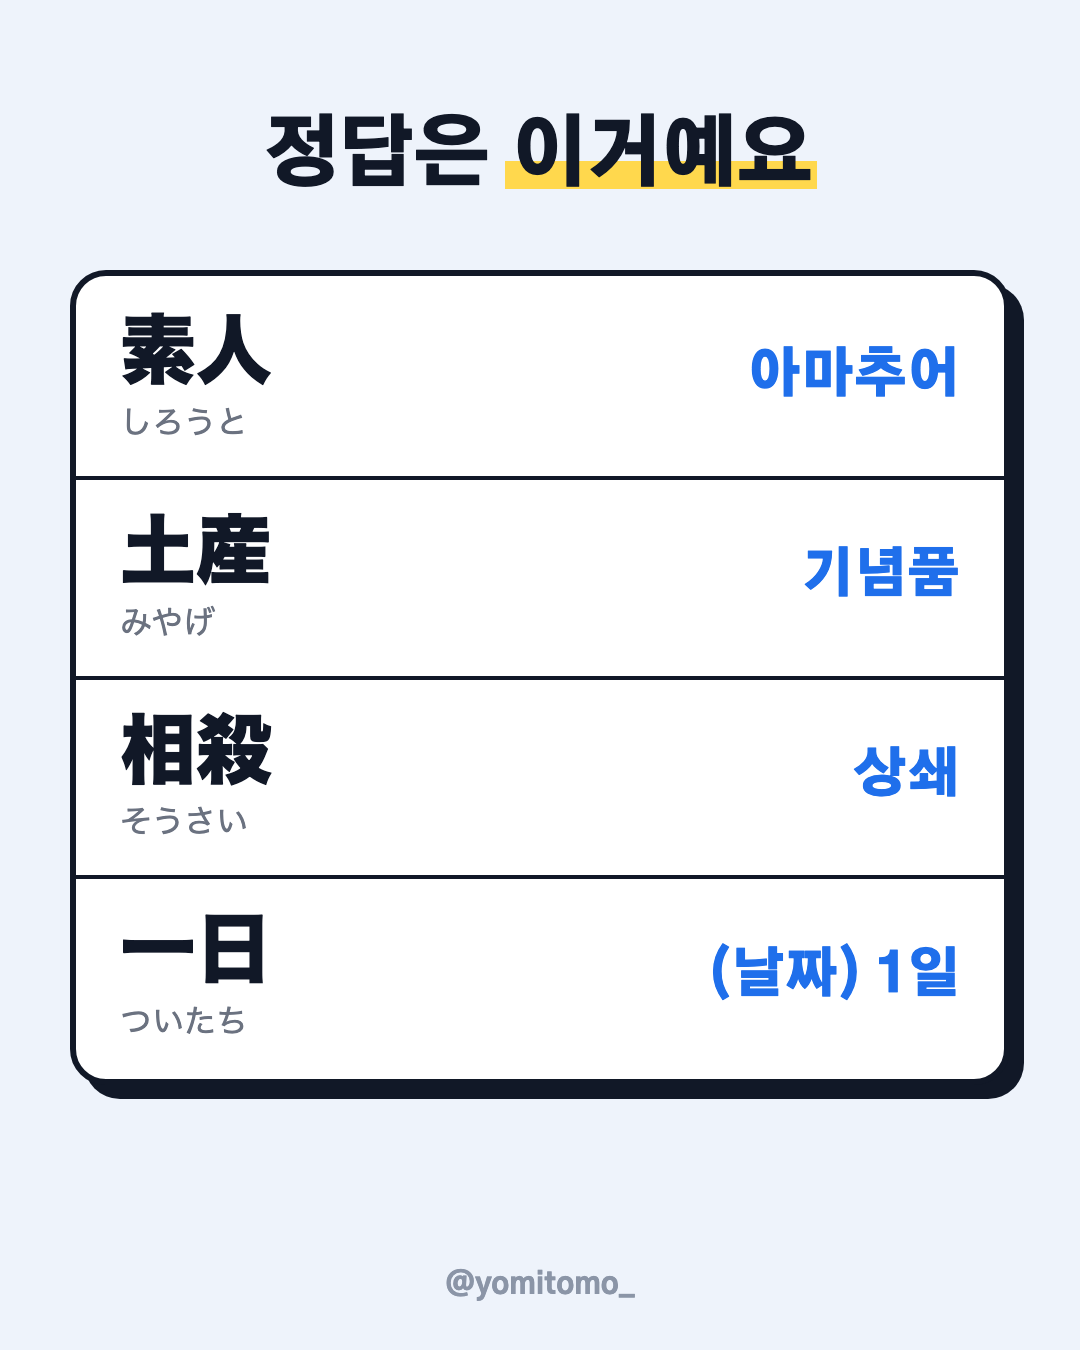 정답은 이거예요
素人
しろうと
아마추어
土産
みやげ
기념품
相殺
そうさい
상쇄
一日
ついたち
(날짜) 1일
@yomitomo_